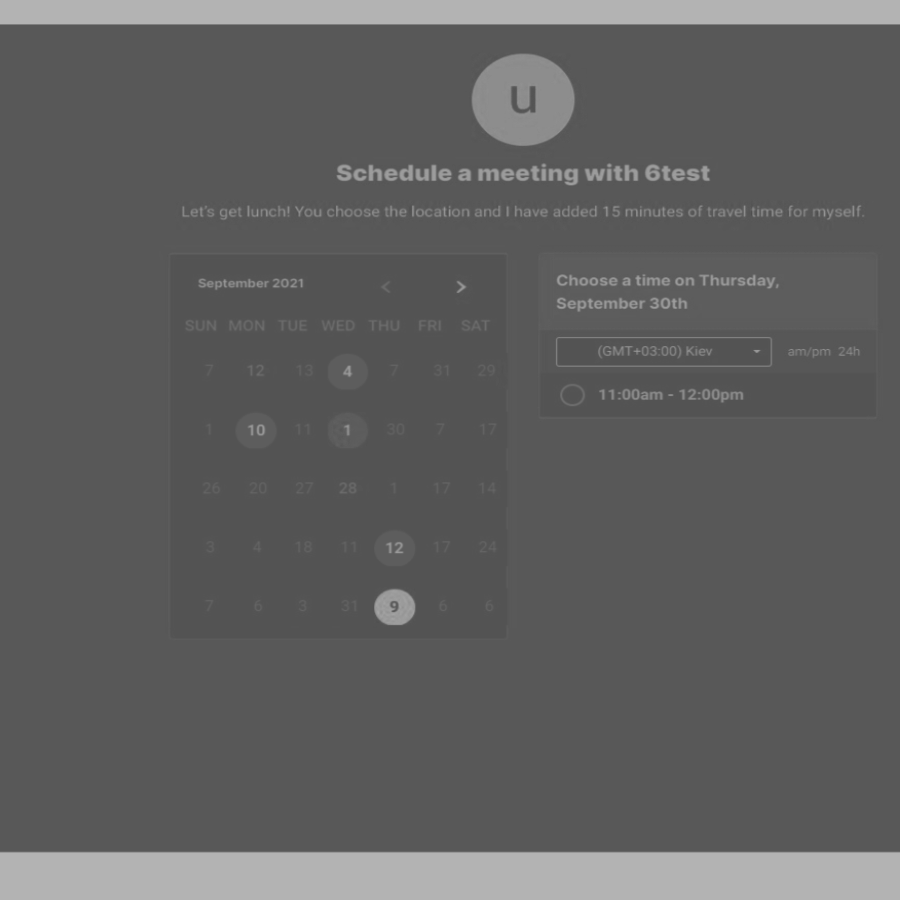 u
Schedule a meeting with 6test
Let's get lunch! You choose the location and I have added 15 minutes of travel time for myself.
September 2021 < >
SUN MON TUE WED THU FRI SAT
7 12 13 4 7 31 29
1 10 11 1 30 7 17
26 20 27 28 1 17 14
3 4 18 11 12 17 24
7 6 3 31 9 6 6
Choose a time on Thursday,
September 30th
(GMT+03:00) Kiev am/pm 24h
11:00am - 12:00pm